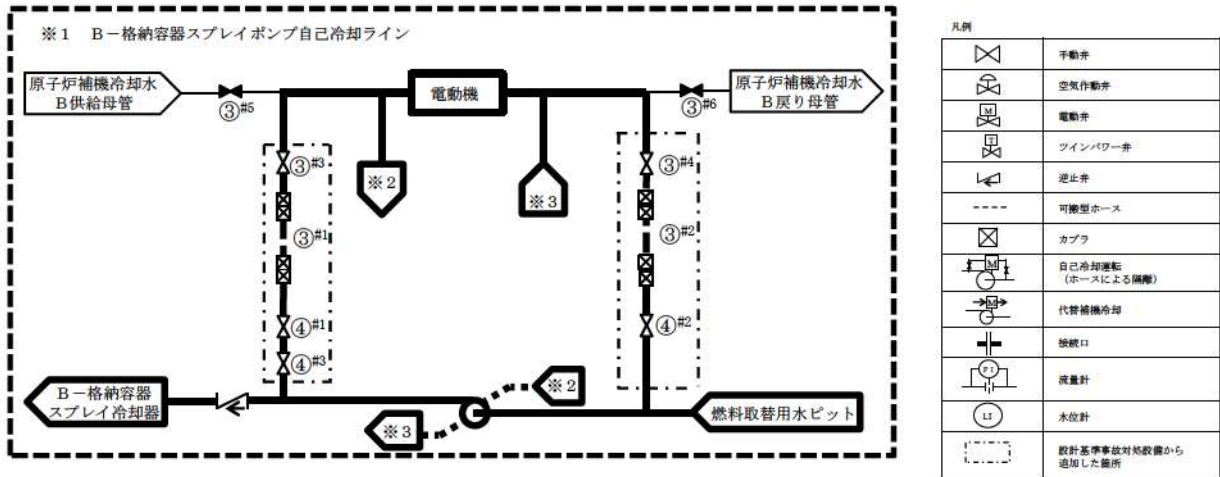 ※1 B－格納容器スプレイポンプ自己冷却ライン
原子炉補機冷却水
B供給母管
③#5
電動機
③#6
原子炉補機冷却水
B戻り母管
③#3
※2
※3
③#4
③#1
③#2
④#1
④#2
④#3
B－格納容器
スプレイ冷却器
※2
※3
燃料取替用水ピット
凡例
手動弁
空気作動弁
M
電動弁
T
ツインパワー弁
逆止弁
可搬型ホース
カプラ
M
自己冷却運転
(ホースによる隔離)
M
代替補機冷却
接続口
FI
流量計
LI
水位計
設計基準事故対処設備から
追加した箇所